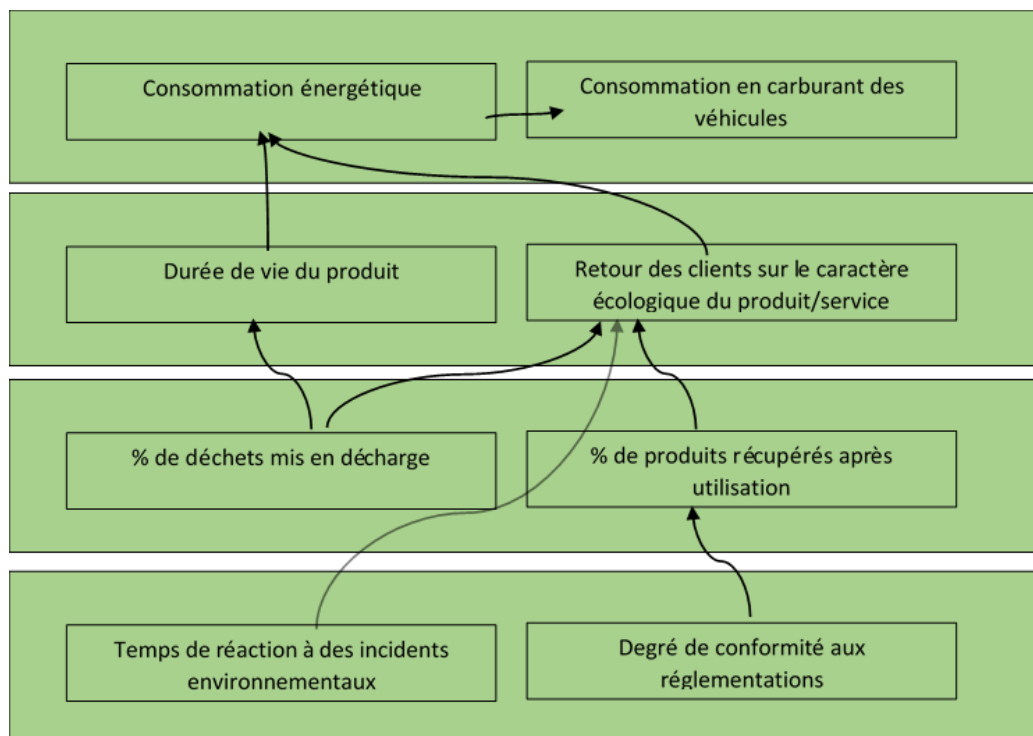 Consommation énergétique
Consommation en carburant des
véhicules
Durée de vie du produit
Retour des clients sur le caractère
écologique du produit/service
% de déchets mis en décharge
% de produits récupérés après
utilisation
Temps de réaction à des incidents
environnementaux
Degré de conformité aux
réglementations